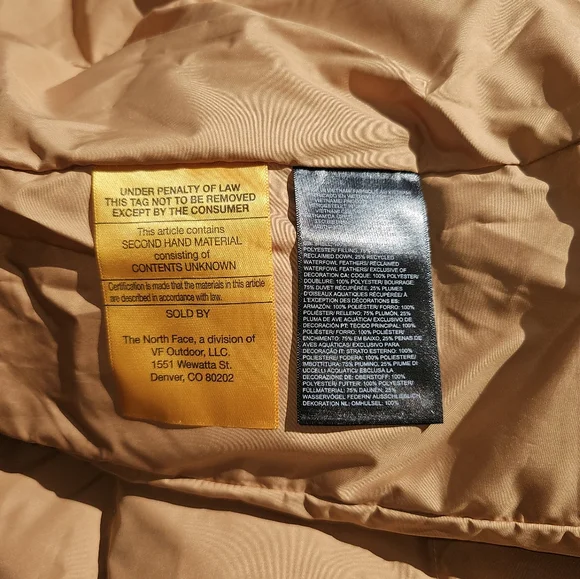 UNDER PENALTY OF LAW
THIS TAG NOT TO BE REMOVED
EXCEPT BY THE CONSUMER
This article contains
SECOND HAND MATERIAL
consisting of
CONTENTS UNKNOWN
Certification is made that the materials in this article
are described in accordance with law.
SOLD BY
The North Face, a division of
VF Outdoor, LLC.
1551 Wewatta St.
Denver, CO 80202
POLYESTER/ FILLING: 75%
RECLAIMED DOWN, 25% RECYCLED
WATERFOWL FEATHERS/ RECLAIMED
WATERFOWL FEATHERS/ EXCLUSIVE OF
DECORATION CA: COQUE: 100% POLYESTER/
DOUBLURE: 100% POLYESTER/ BOURRAGE:
75% DUVET RÉCUPÉRÉ, 25% PLUMES
D'OISEAUX AQUATIQUES RÉCUPÉRÉ/ À
L'EXCEPTION DES DÉCORATIONS ES:
ARMAZÓN: 100% POLIÉSTER/ FORRO: 100%
POLIÉSTER/ RELLENO: 75% PLUMÓN, 25%
PLUMA DE AVE ACUÁTICA/ EXCLUSIVO DE
DECORACIÓN PT: TECIDO PRINCIPAL: 100%
POLIÉSTER/ FORRO: 100% POLIÉSTER/
ENCHIMENTO: 75% EM BAIXO, 25% PENAS DE
AVES AQUÁTICAS/ EXCLUSIVO PARA
DECORAÇÃO IT: STRATO ESTERNO: 100%
POLIESTERE/ FODERA: 100% POLIESTERE/
IMBOTTITURA: 75% PIUMINO, 25% PIUME DI
UCCELLI ACQUATICI/ ESCLUSA LA
DECORAZIONE DE: OBERSTOFF: 100%
POLYESTER/ FUTTER: 100% POLYESTER/
FÜLLMATERIAL: 75% DAUNEN, 25%
WASSERVÖGEL FEDERN/ AUSSCHLIESSLICH
DEKORATION NL: OMHULSEL: 100%